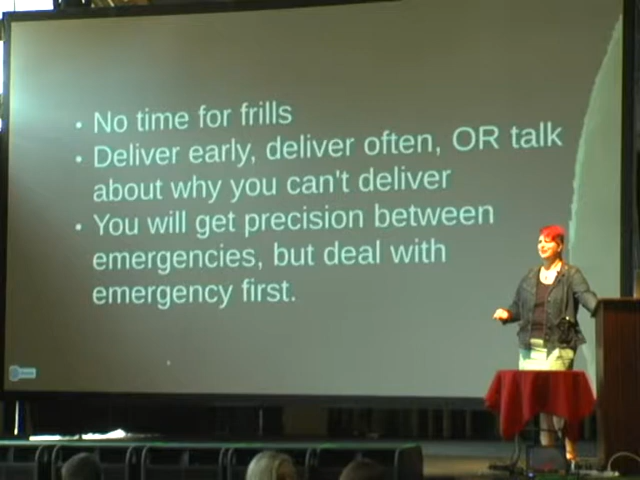 • No time for frills
• Deliver early, deliver often, OR talk
about why you can't deliver
• You will get precision between
emergencies, but deal with
emergency first.